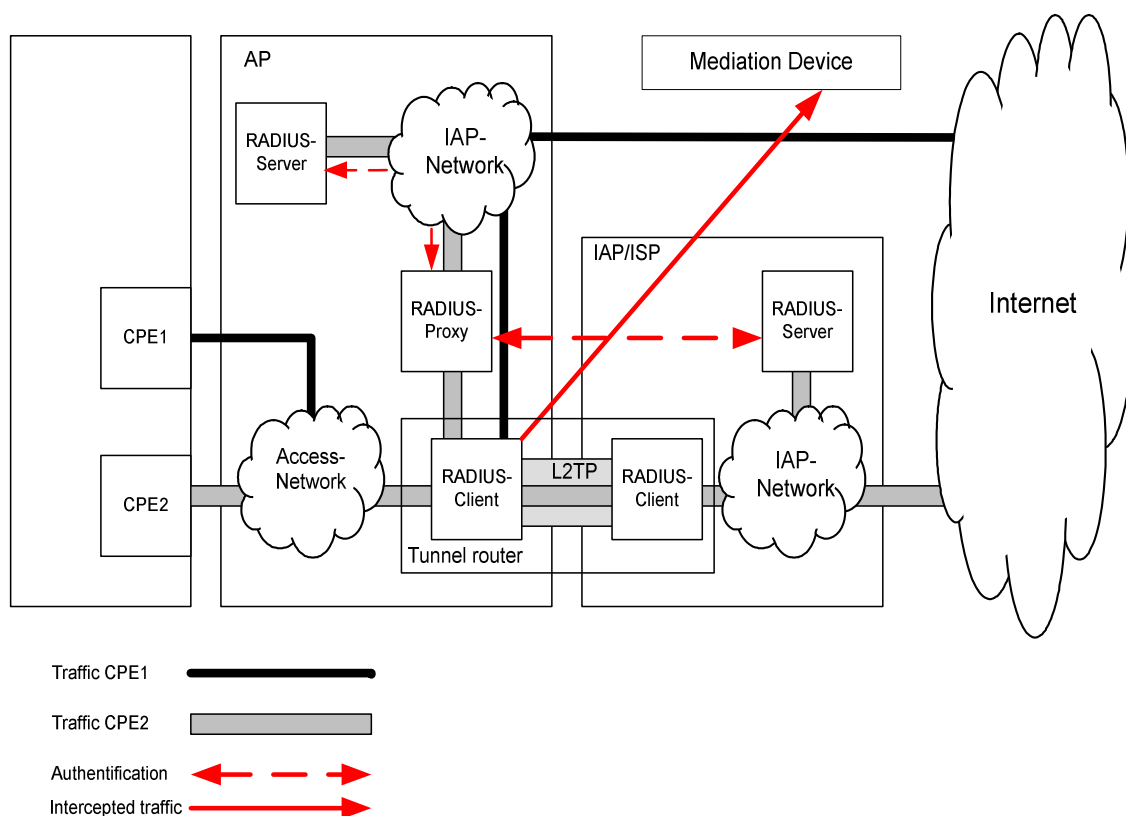 AP
Mediation Device
RADIUS-
Server
IAP-
Network
IAP/ISP
RADIUS-
Proxy
RADIUS-
Server
Internet
CPE1
Access-
Network
RADIUS-
Client
L2TP
RADIUS-
Client
IAP-
Network
CPE2
Tunnel router
Traffic CPE1
Traffic CPE2
Authentification
Intercepted traffic